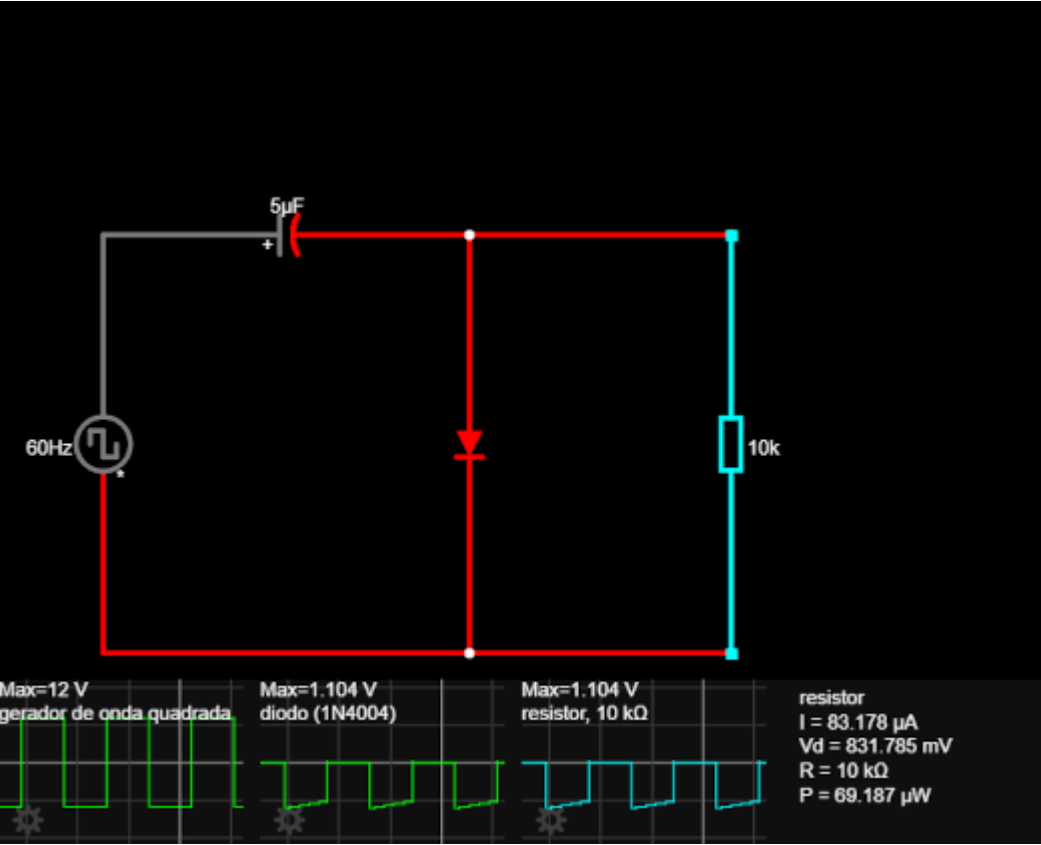 5µF
+
60Hz
*
10k
Max=12 V
gerador de onda quadrada
Max=1.104 V
diodo (1N4004)
Max=1.104 V
resistor, 10 kΩ
resistor
I = 83.178 µA
Vd = 831.785 mV
R = 10 kΩ
P = 69.187 µW